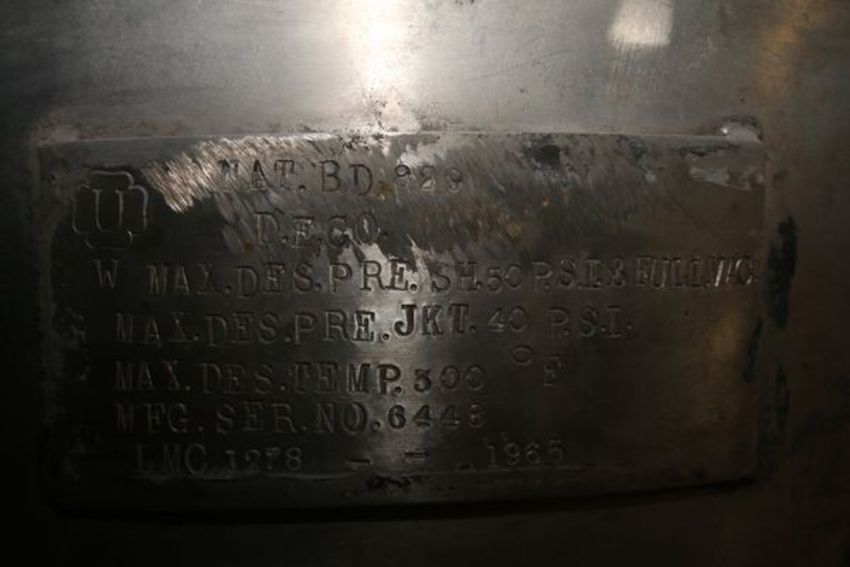 NAT. BD. 929
U
D.E.CO.
W MAX.DES.PRE. SH.50 P.S.I.& FULL.VAC.
MAX.DES.PRE.JKT. 40 P.S.I.
MAX.DES.TEMP. 300 °F
MFG.SER.NO. 6443
LMC 1278 - - 1965